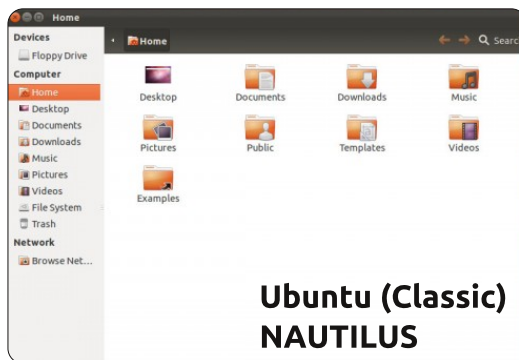 Home
Devices
Floppy Drive
Computer
Home
Desktop
Documents
Downloads
Music
Pictures
Videos
File System
Trash
Network
Browse Net...
Home
Searc
Desktop Documents Downloads Music
Pictures Public Templates Videos
Examples
Ubuntu (Classic)
NAUTILUS